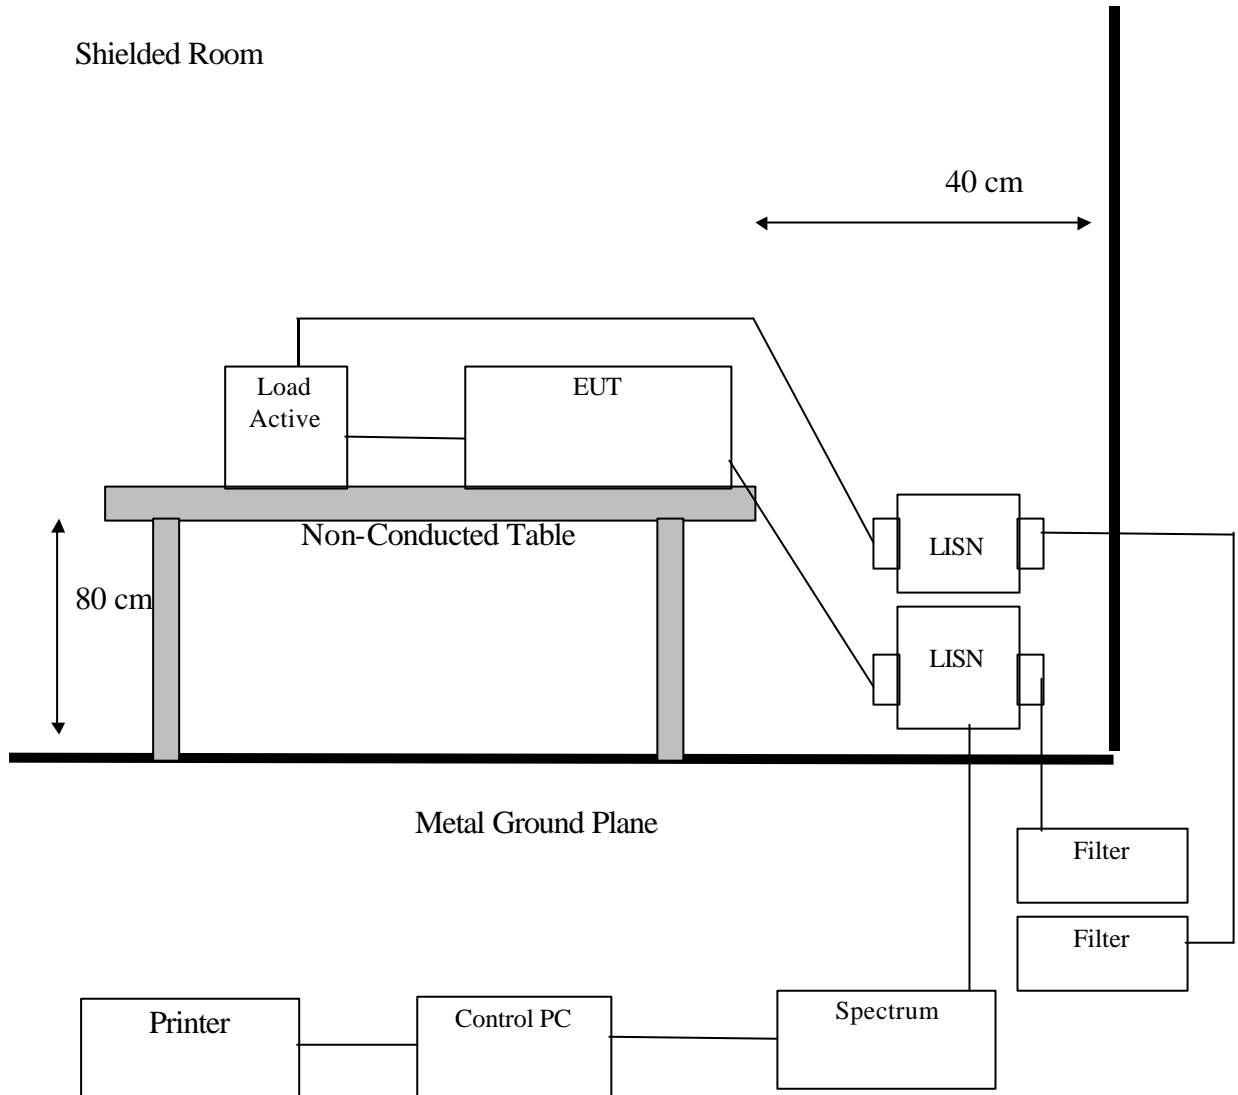 Shielded Room
40 cm
Load
Active
EUT
Non-Conducted Table
LISN
80 cm
LISN
Metal Ground Plane
Filter
Filter
Printer
Control PC
Spectrum